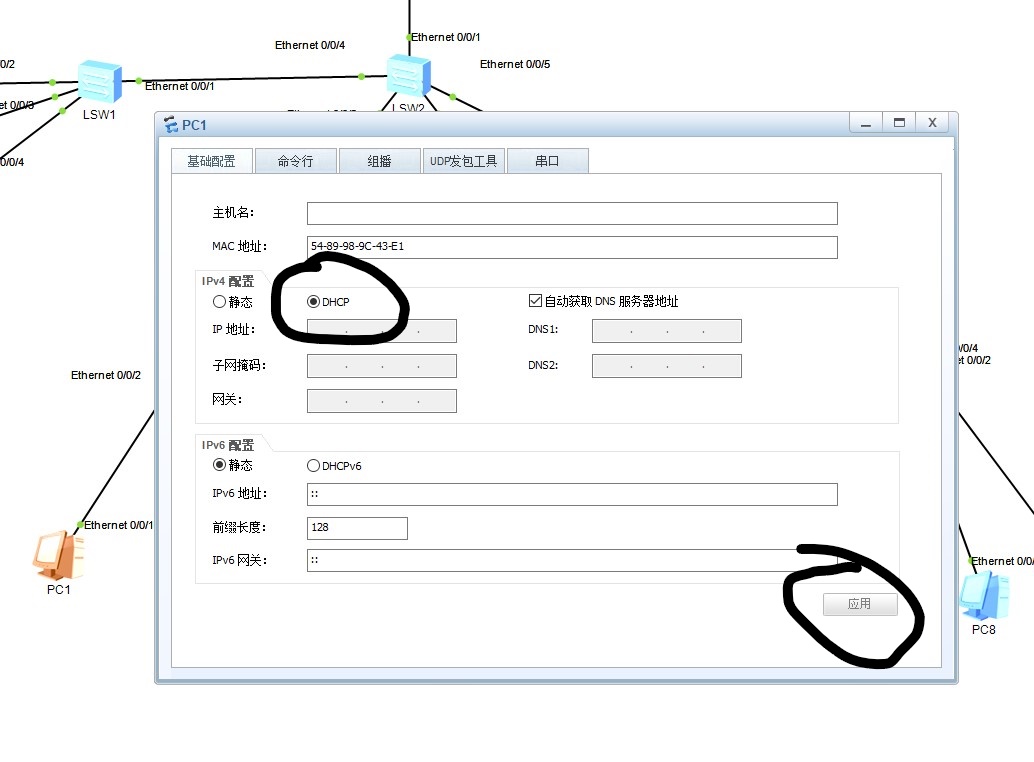 Ethernet 0/0/1
Ethernet 0/0/4
Ethernet 0/0/5
0/0/2
Ethernet 0/0/1
et 0/0/3
LSW1
LSW2
0/0/4
PC1
基础配置 命令行 组播 UDP发包工具 串口
主机名：
MAC 地址： 54-89-98-9C-43-E1
IPv4 配置
静态 DHCP 自动获取 DNS 服务器地址
IP 地址： . . . DNS1: . . .
子网掩码： . . . DNS2: . . .
网关： . . .
0/0/4
et 0/0/2
Ethernet 0/0/2
IPv6 配置
静态 DHCPv6
IPv6 地址： ::
前缀长度： 128
IPv6 网关： ::
应用
Ethernet 0/0/1
PC1
Ethernet 0/0/
PC8